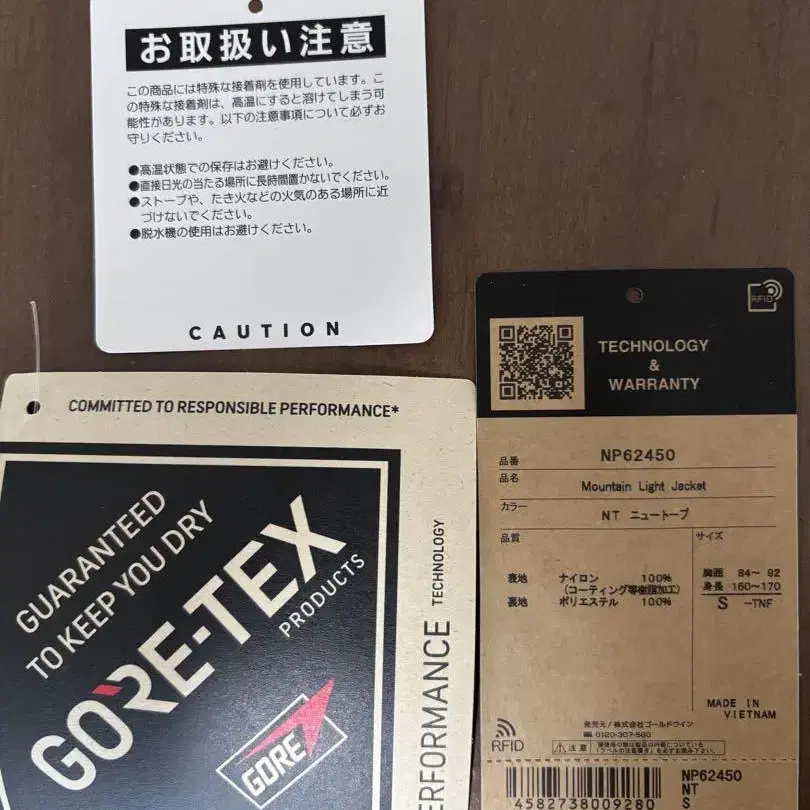 お取扱い注意
この商品には特殊な接着剤を使用しています。こ
の特殊な接着剤は、高温にすると溶けてしまう可
能性があります。以下の注意事項について必ずお
守りください。
●高温状態での保存はお避けください。
●直接日光の当たる場所に長時間置かないでください。
●ストーブや、たき火などの火気のある場所に近
づけないでください。
●脱水機の使用はお避けください。
CAUTION
COMMITTED TO RESPONSIBLE PERFORMANCE*
GUARANTEED
TO KEEP YOU DRY
GORE-TEX
PRODUCTS
GORE
ERFORMANCE TECHNOLOGY
RFID
TECHNOLOGY
&
WARRANTY
品番 NP62450
品名 Mountain Light Jacket
カラー NT ニュートープ
品質
表地 ナイロン 100%
(コーティング等樹脂加工)
裏地 ポリエステル 100%
サイズ
胸囲 84～ 92
身長 160～170
S -TNF
MADE IN
VIETNAM
RFID
発売元/株式会社ゴールドウイン
0120-307-560
注意
NP62450
NT
S
4582738009280